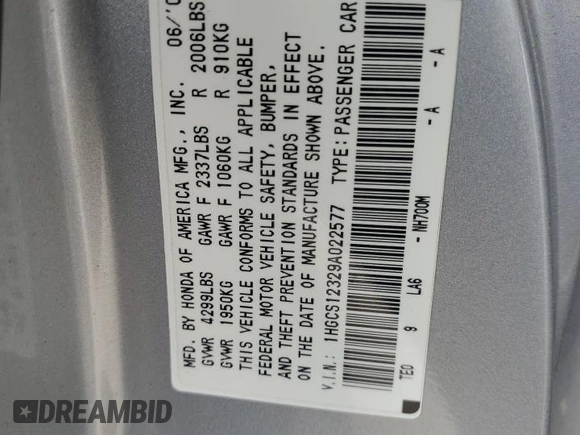 MFD. BY HONDA OF AMERICA MFG., INC. 06/'0
GVWR 4299LBS GAWR F 2337LBS R 2006LBS
GVWR 1950KG GAWR F 1060KG R 910KG
THIS VEHICLE CONFORMS TO ALL APPLICABLE
FEDERAL MOTOR VEHICLE SAFETY, BUMPER,
AND THEFT PREVENTION STANDARDS IN EFFECT
ON THE DATE OF MANUFACTURE SHOWN ABOVE.
V.I.N.: 1HGCS12329A022577 TYPE:PASSENGER CAR
NH700M - A - A
TEO 9 LA6 -
DREAMBID